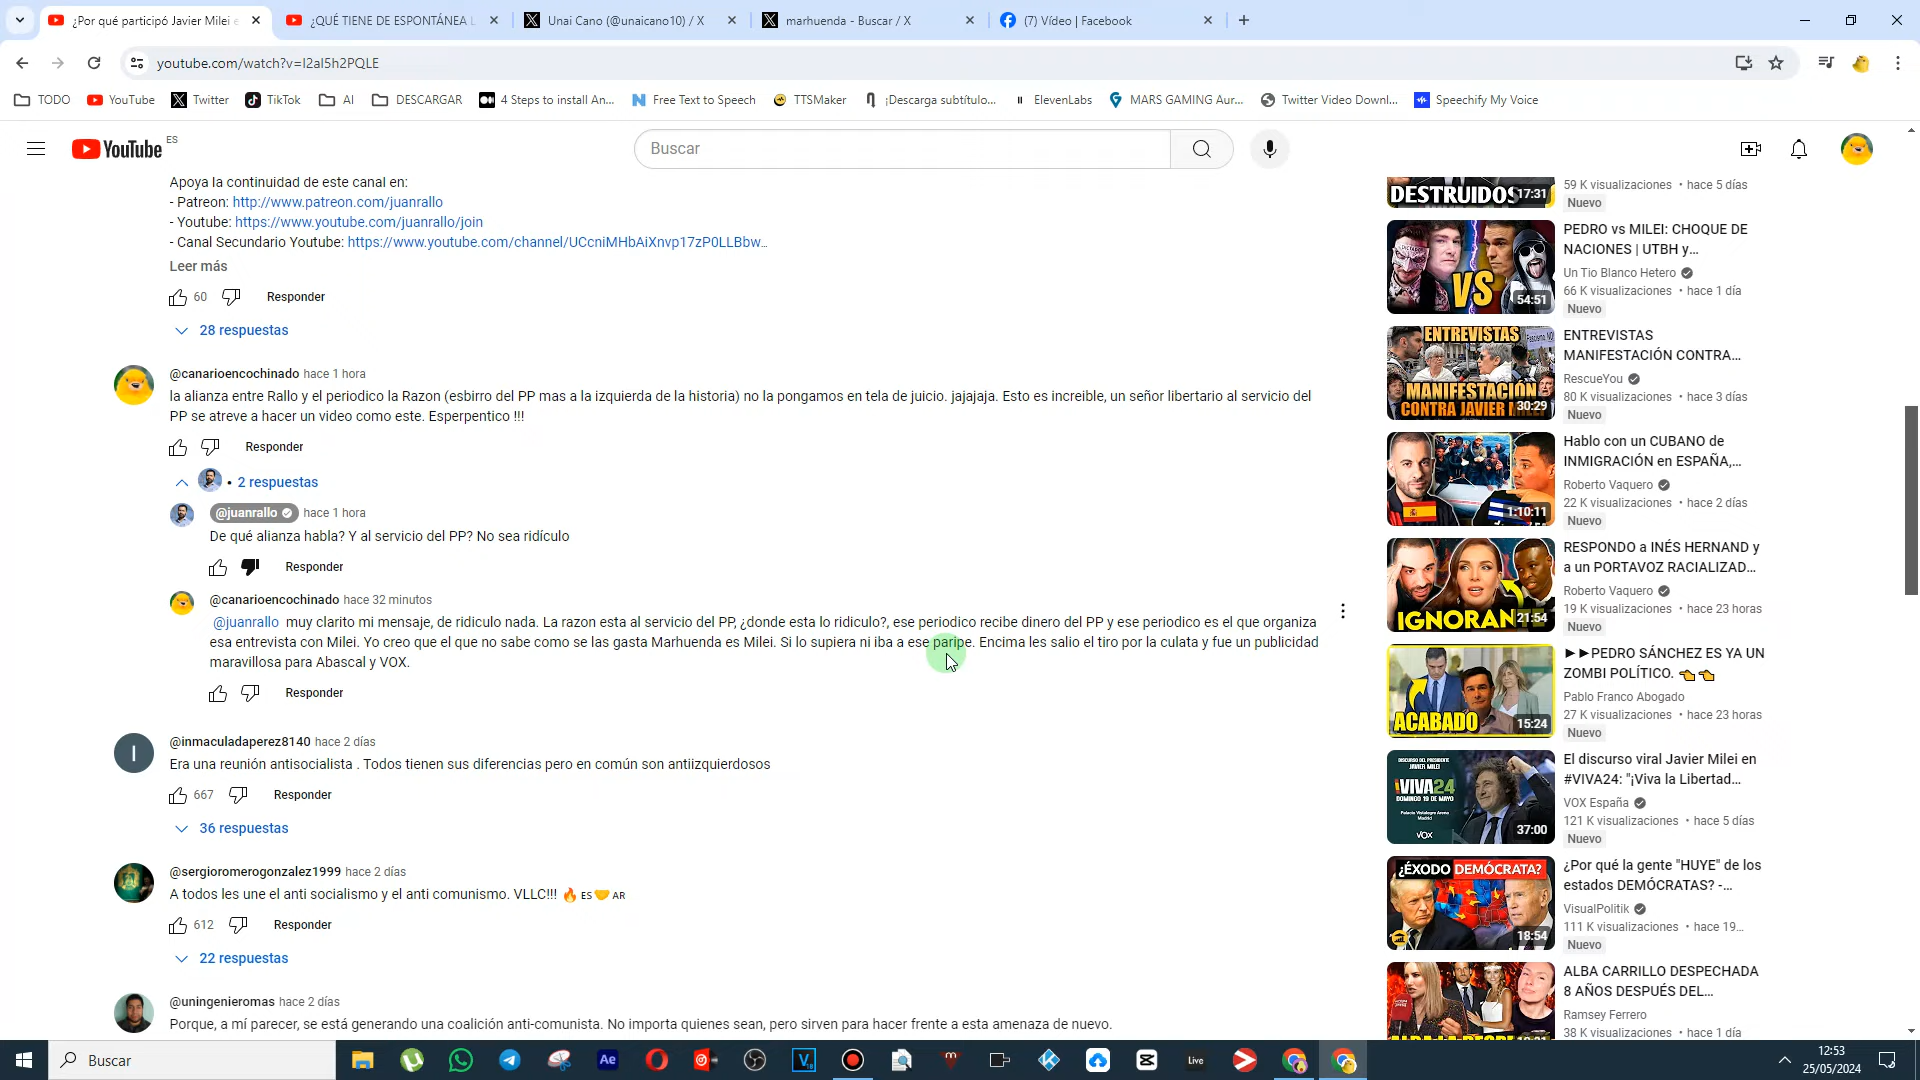 ¿Por qué participó Javier Milei e
¿QUÉ TIENE DE ESPONTÁNEA L
Unai Cano (@unaicano10) / X
marhuenda - Buscar / X
(7) Vídeo | Facebook
youtube.com/watch?v=I2aI5h2PQLE
TODO
YouTube
Twitter
TikTok
AI
DESCARGAR
4 Steps to install An...
Free Text to Speech
TTSMaker
¡Descarga subtítulo...
ElevenLabs
MARS GAMING Aur...
Twitter Video Downl...
Speechify My Voice
YouTube ES
Buscar
Apoya la continuidad de este canal en:
- Patreon: http://www.patreon.com/juanrallo
- Youtube: https://www.youtube.com/juanrallo/join
- Canal Secundario Youtube: https://www.youtube.com/channel/UCcniMHbAiXnvp17zP0LLBbw...
Leer más
60 Responder
28 respuestas
@canarioencochinado hace 1 hora
la alianza entre Rallo y el periodico la Razon (esbirro del PP mas a la izquierda de la historia) no la pongamos en tela de juicio. jajajaja. Esto es increible, un señor libertario al servicio del
PP se atreve a hacer un video como este. Esperpentico !!!
Responder
• 2 respuestas
@juanrallo hace 1 hora
De qué alianza habla? Y al servicio del PP? No sea ridículo
Responder
@canarioencochinado hace 32 minutos
@juanrallo muy clarito mi mensaje, de ridiculo nada. La razon esta al servicio del PP, ¿donde esta lo ridiculo?, ese periodico recibe dinero del PP y ese periodico es el que organiza
esa entrevista con Milei. Yo creo que el que no sabe como se las gasta Marhuenda es Milei. Si lo supiera ni iba a ese paripe. Encima les salio el tiro por la culata y fue un publicidad
maravillosa para Abascal y VOX.
Responder
@inmaculadaperez8140 hace 2 días
Era una reunión antisocialista . Todos tienen sus diferencias pero en común son antiizquierdosos
667 Responder
36 respuestas
@sergioromerogonzalez1999 hace 2 días
A todos les une el anti socialismo y el anti comunismo. VLLC!!! 🔥 ES 🤝 AR
612 Responder
22 respuestas
@uningenieromas hace 2 días
Porque, a mí parecer, se está generando una coalición anti-comunista. No importa quienes sean, pero sirven para hacer frente a esta amenaza de nuevo.
DESTRUIDOS 17:31
59 K visualizaciones • hace 5 días
Nuevo
VS
54:51
PEDRO vs MILEI: CHOQUE DE
NACIONES | UTBH y...
Un Tio Blanco Hetero
66 K visualizaciones • hace 1 día
Nuevo
ENTREVISTAS
MANIFESTACIÓN
CONTRA JAVIER MILEI
30:29
ENTREVISTAS
MANIFESTACIÓN CONTRA...
RescueYou
80 K visualizaciones • hace 3 días
Nuevo
1:10:11
Hablo con un CUBANO de
INMIGRACIÓN en ESPAÑA,...
Roberto Vaquero
22 K visualizaciones • hace 2 días
Nuevo
IGNORANTE
21:54
RESPONDO a INÉS HERNAND y
a un PORTAVOZ RACIALIZAD...
Roberto Vaquero
19 K visualizaciones • hace 23 horas
Nuevo
ACABADO
15:24
►►PEDRO SÁNCHEZ ES YA UN
ZOMBI POLÍTICO. 👈👈
Pablo Franco Abogado
27 K visualizaciones • hace 23 horas
Nuevo
DISCURSO DEL PRESIDENTE
JAVIER MILEI
¡VIVA24
DOMINGO 19 DE MAYO
Palacio Vistalegre Arena
Madrid
VOX
37:00
El discurso viral Javier Milei en
#VIVA24: "¡Viva la Libertad...
VOX España
121 K visualizaciones • hace 5 días
Nuevo
¿ÉXODO DEMÓCRATA?
18:54
¿Por qué la gente "HUYE" de los
estados DEMÓCRATAS? -...
VisualPolitik
111 K visualizaciones • hace 19...
Nuevo
ALBA CARRILLO DESPECHADA
8 AÑOS DESPUÉS DEL...
Ramsey Ferrero
38 K visualizaciones • hace 1 día
Buscar
Live
12:53
25/05/2024